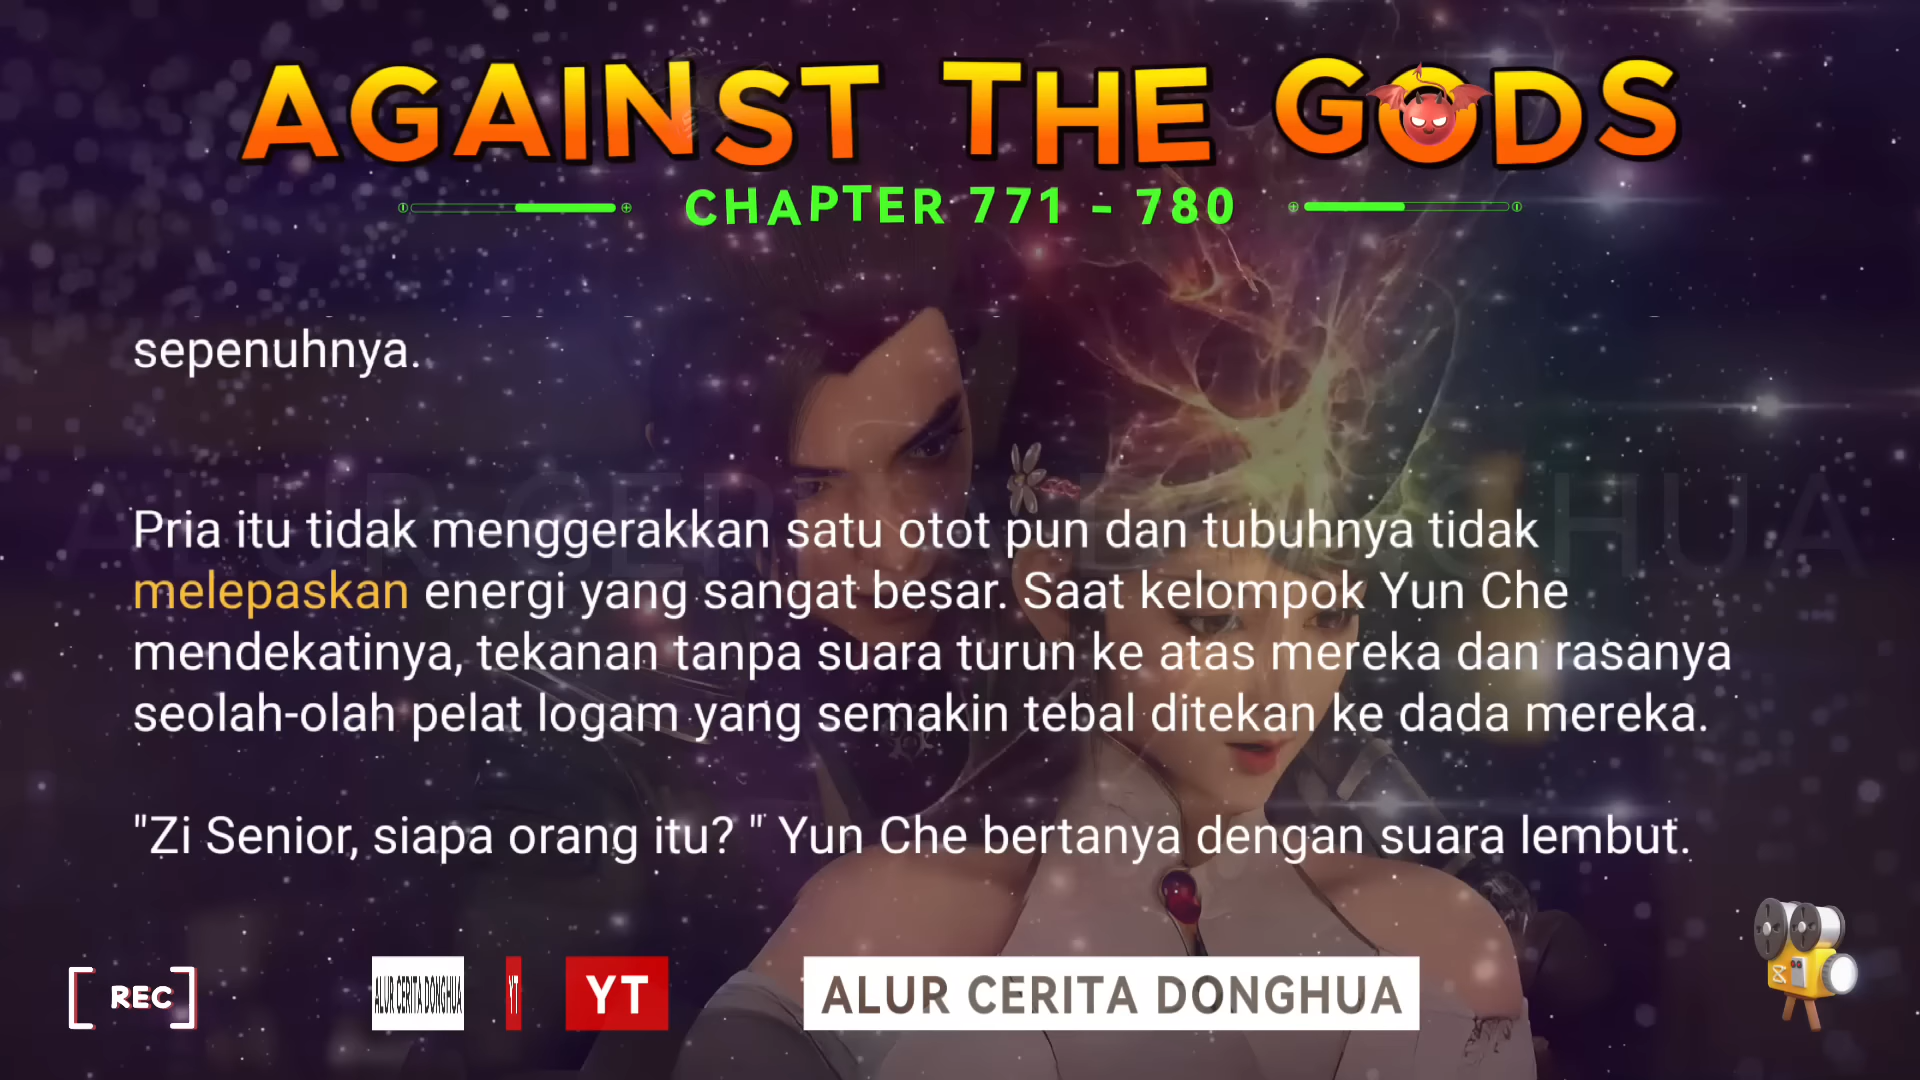 AGAINST THE GODS
CHAPTER 771 - 780
sepenuhnya.
Pria itu tidak menggerakkan satu otot pun dan tubuhnya tidak
melepaskan energi yang sangat besar. Saat kelompok Yun Che
mendekatinya, tekanan tanpa suara turun ke atas mereka dan rasanya
seolah-olah pelat logam yang semakin tebal ditekan ke dada mereka.
"Zi Senior, siapa orang itu? " Yun Che bertanya dengan suara lembut.
ALUR CERITA DONGHUA
REC
ALUR CERITA DONGHUA
YT
YT
ALUR CERITA DONGHUA